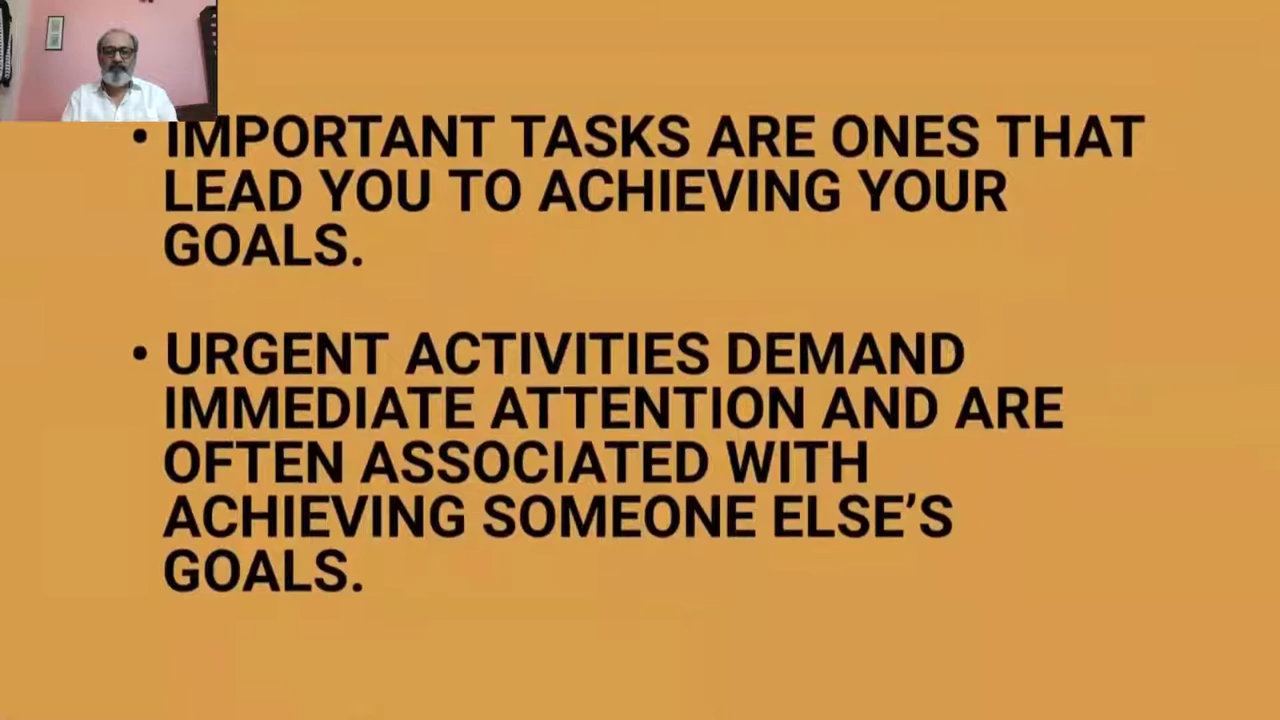 • IMPORTANT TASKS ARE ONES THAT
LEAD YOU TO ACHIEVING YOUR
GOALS.
• URGENT ACTIVITIES DEMAND
IMMEDIATE ATTENTION AND ARE
OFTEN ASSOCIATED WITH
ACHIEVING SOMEONE ELSE’S
GOALS.